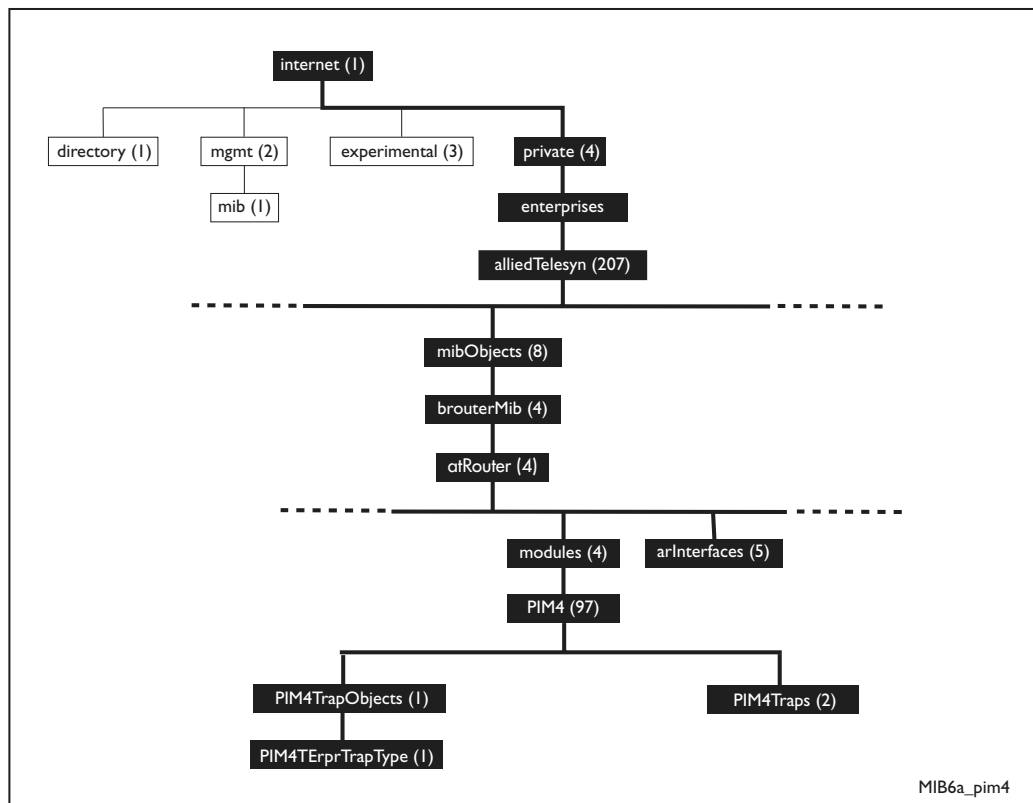 internet (1)
directory (1)
mgmt (2)
experimental (3)
private (4)
mib (1)
enterprises
alliedTelesyn (207)
mibObjects (8)
brouterMib (4)
atRouter (4)
modules (4)
arInterfaces (5)
PIM4 (97)
PIM4TrapObjects (1)
PIM4Traps (2)
PIM4TErprTrapType (1)
MIB6a_pim4